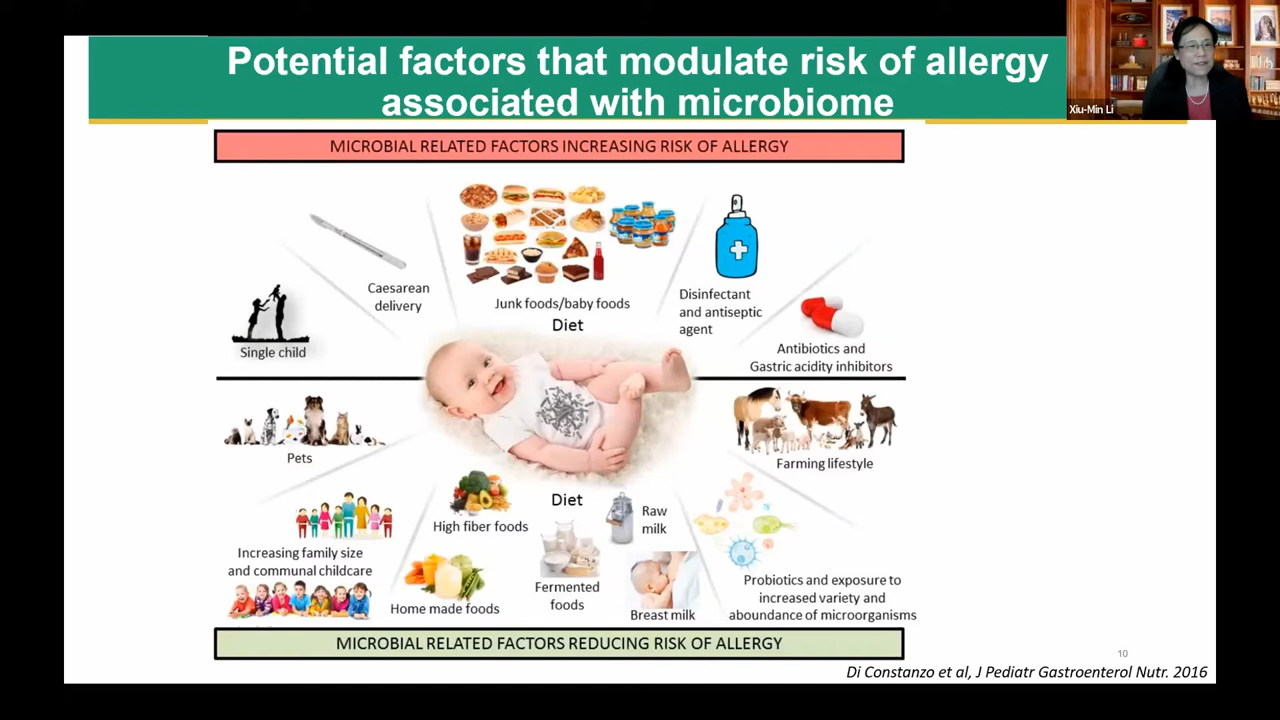 Potential factors that modulate risk of allergy
associated with microbiome
Xiu-Min Li
MICROBIAL RELATED FACTORS INCREASING RISK OF ALLERGY
Caesarean
delivery
Junk foods/baby foods
Diet
Disinfectant
and antiseptic
agent
Single child
Antibiotics and
Gastric acidity inhibitors
Pets
Farming lifestyle
Diet
High fiber foods
Raw
milk
Increasing family size
and communal childcare
Home made foods
Fermented
foods
Breast milk
Probiotics and exposure to
increased variety and
aboundance of microorganisms
MICROBIAL RELATED FACTORS REDUCING RISK OF ALLERGY
10
Di Constanzo et al, J Pediatr Gastroenterol Nutr. 2016